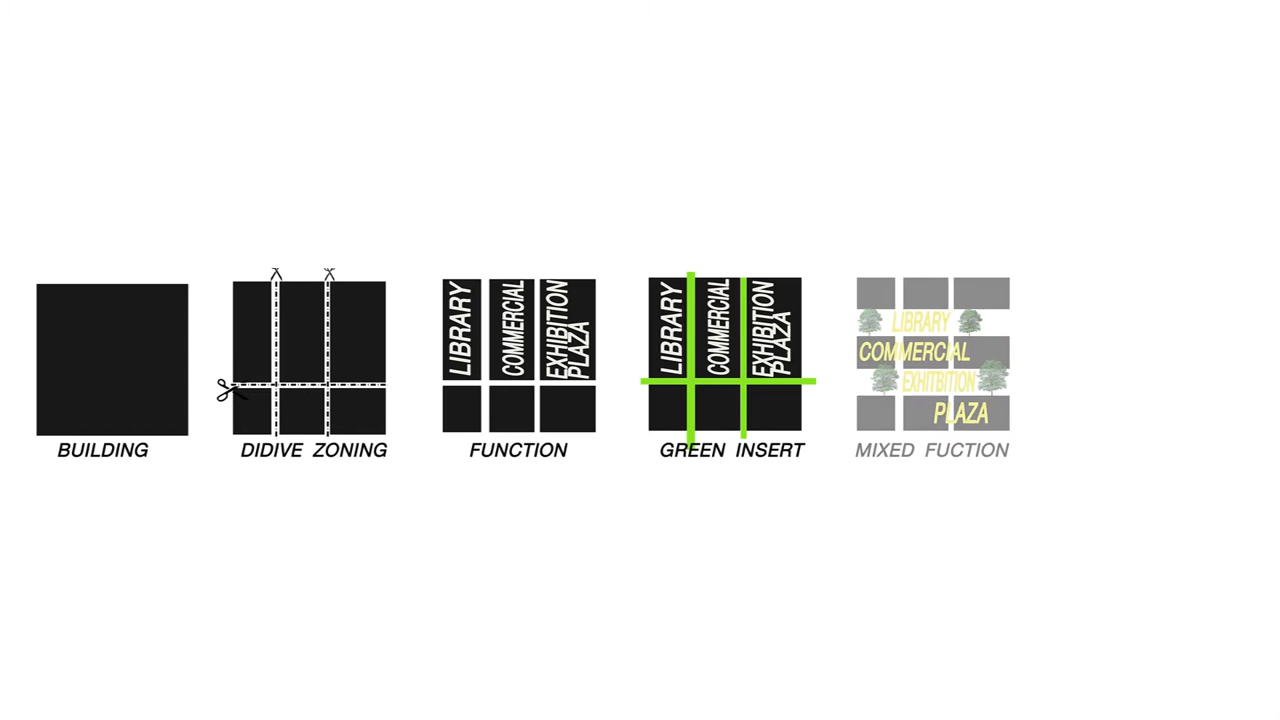 LIBRARY
COMMERCIAL
EXHIBITION
PLAZA
LIBRARY
COMMERCIAL
EXHIBITION
PLAZA
LIBRARY
COMMERCIAL
EXHITBITION
PLAZA
BUILDING
DIDIVE ZONING
FUNCTION
GREEN INSERT
MIXED FUCTION